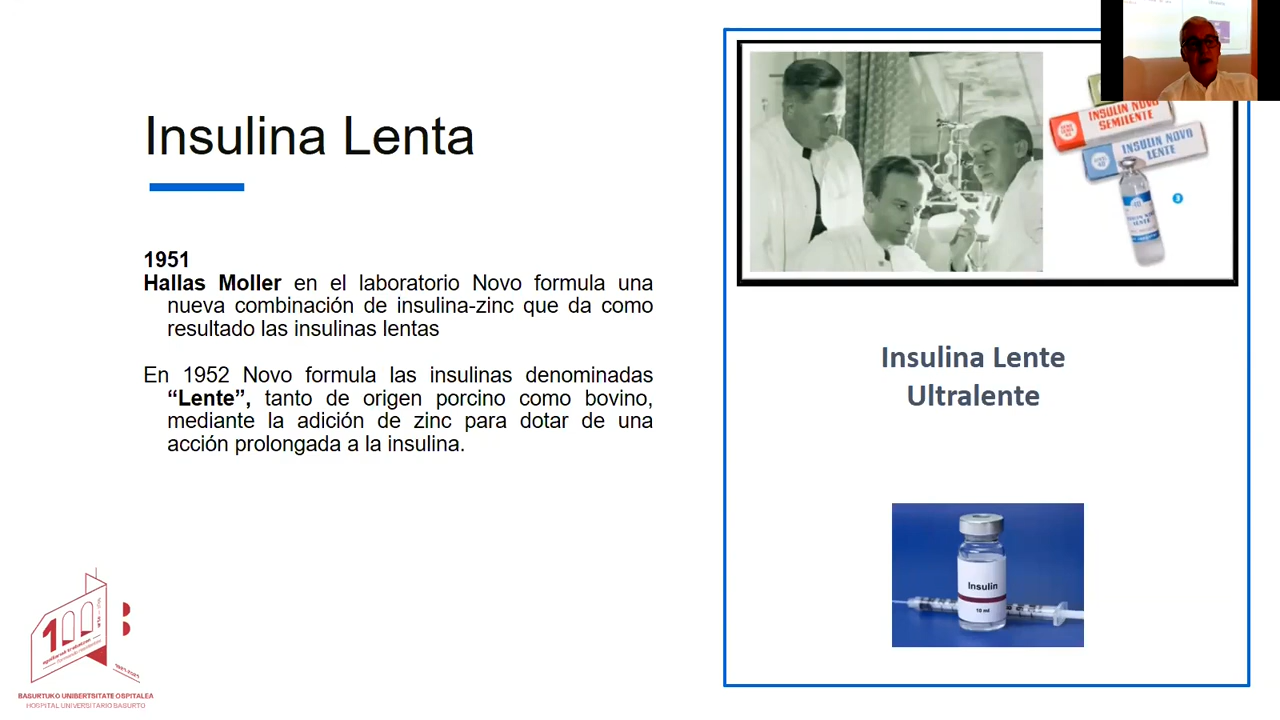 Insulina Lenta
1951
Hallas Moller en el laboratorio Novo formula una
nueva combinación de insulina-zinc que da como
resultado las insulinas lentas
En 1952 Novo formula las insulinas denominadas
“Lente”, tanto de origen porcino como bovino,
mediante la adición de zinc para dotar de una
acción prolongada a la insulina.
INSULIN NOVO
SEMILENTE
INSULIN NOVO
LENTE
3
Insulina Lente
Ultralente
Insulin
10 ml
100 B
BASURTUKO UNIBERTSITATE OSPITALEA
HOSPITAL UNIVERSITARIO BASURTO